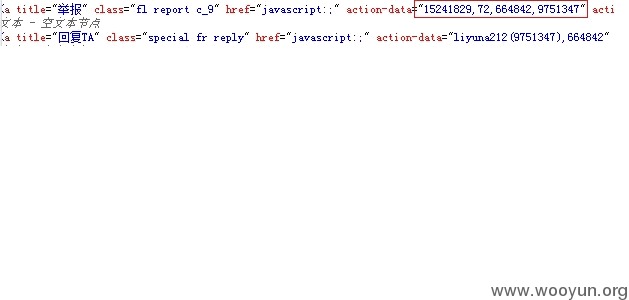 a title="举报" class="fl report c_9" href="javascript:;" action-data="15241829,72,664842,9751347" acti
文本 - 空文本节点
a title="回复TA" class="special fr reply" href="javascript:;" action-data="liyuna212(9751347),664842"
www.wooyun.org